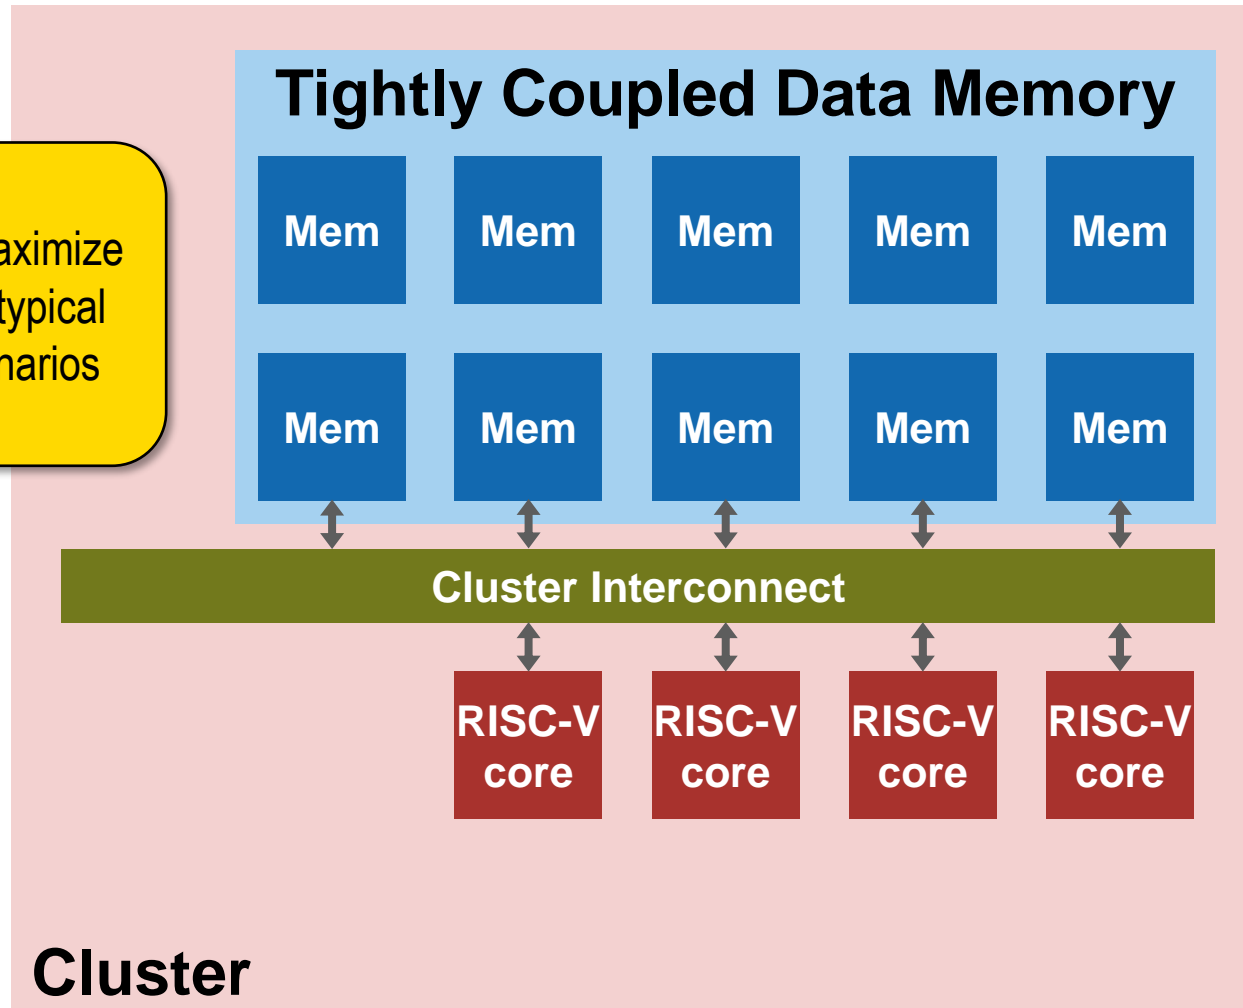 Tightly Coupled Data Memory
Mem Mem Mem Mem Mem
typical
Mem Mem Mem Mem Mem
Cluster Interconnect
RISC-V RISC-V RISC-V RISC-V
core core core core
Cluster